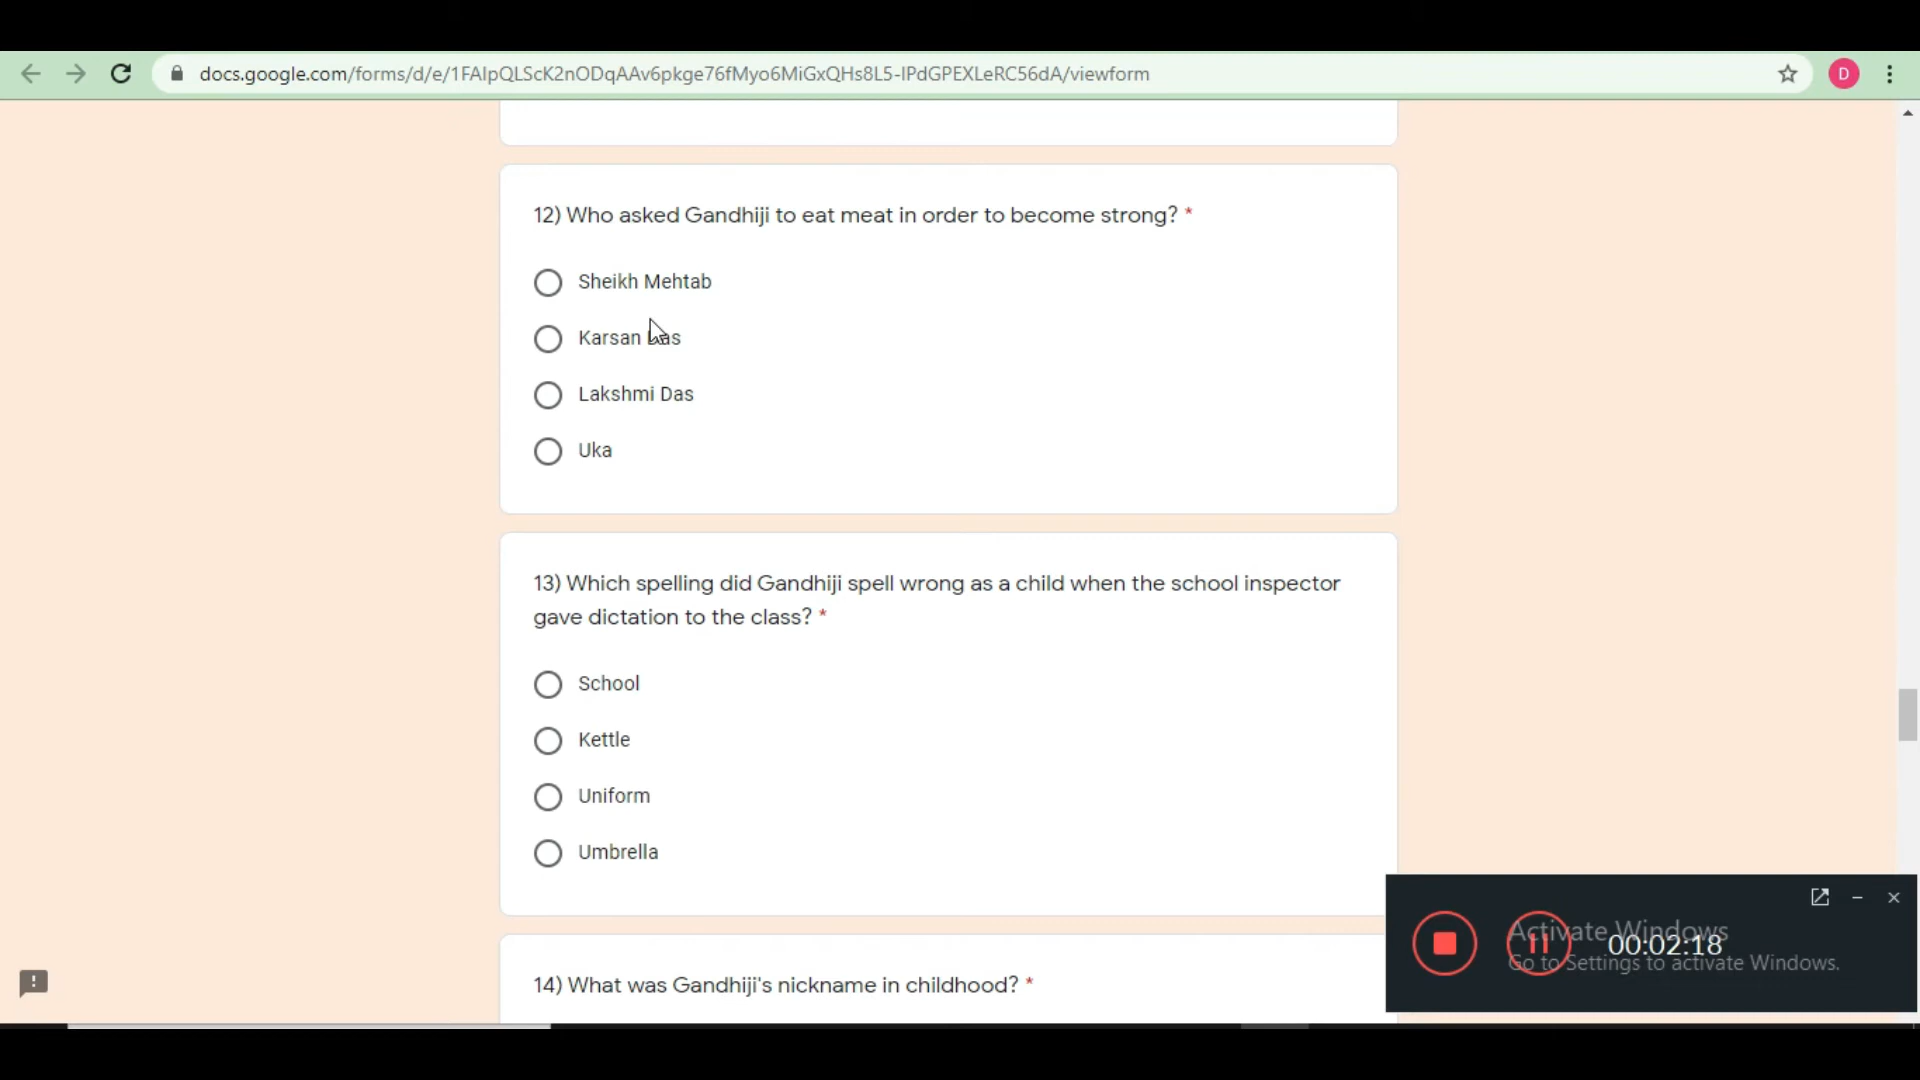 docs.google.com/forms/d/e/1FAIpQLScK2nODqAAv6pkge76fMyo6MiGxQHs8L5-IPdGPEXLeRC56dA/viewform
D
12) Who asked Gandhiji to eat meat in order to become strong? *
Sheikh Mehtab
Karsan Das
Lakshmi Das
Uka
13) Which spelling did Gandhiji spell wrong as a child when the school inspector
gave dictation to the class? *
School
Kettle
Uniform
Umbrella
14) What was Gandhiji's nickname in childhood? *
Activate Windows
00:02:18
Go to Settings to activate Windows.